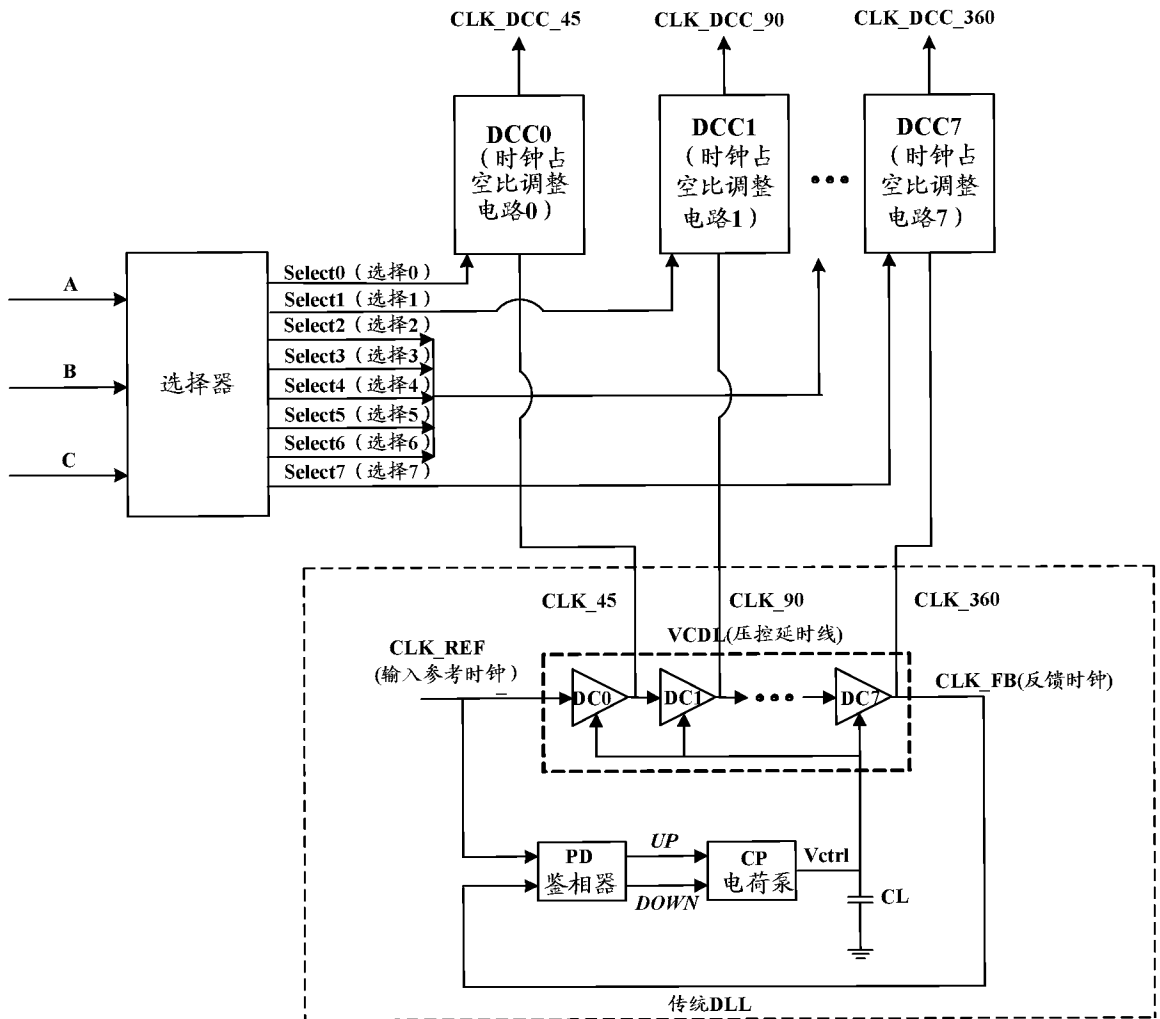 CLK_DCC_45
CLK_DCC_90
CLK_DCC_360
DCC0
（时钟占
空比调整
电路0）
DCC1
（时钟占
空比调整
电路1）
•••
DCC7
（时钟占
空比调整
电路7）
A
B
C
选择器
Select0（选择0）
Select1（选择1）
Select2（选择2）
Select3（选择3）
Select4（选择4）
Select5（选择5）
Select6（选择6）
Select7（选择7）
CLK_45
CLK_90
CLK_360
VCDL(压控延时线)
CLK_REF
(输入参考时钟_)
DC0
DC1
•••
DC7
CLK_FB(反馈时钟)
PD
鉴相器
UP
DOWN
CP
电荷泵
Vctrl
CL
传统DLL